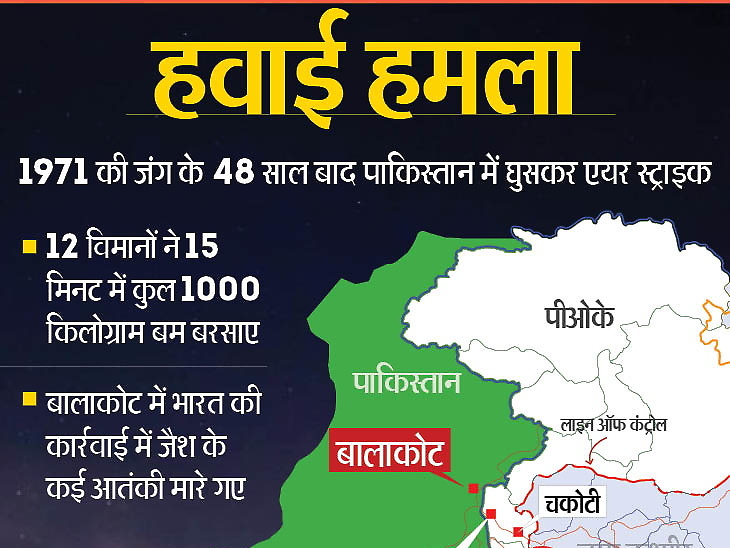 हवाई हमला
1971 की जंग के 48 साल बाद पाकिस्तान में घुसकर एयर स्ट्राइक
12 विमानों ने 15
मिनट में कुल 1000
किलोग्राम बम बरसाए
बालाकोट में भारत की
कार्रवाई में जैश के
कई आतंकी मारे गए
पीओके
पाकिस्तान
लाइन ऑफ कंट्रोल
बालाकोट
चकोटी